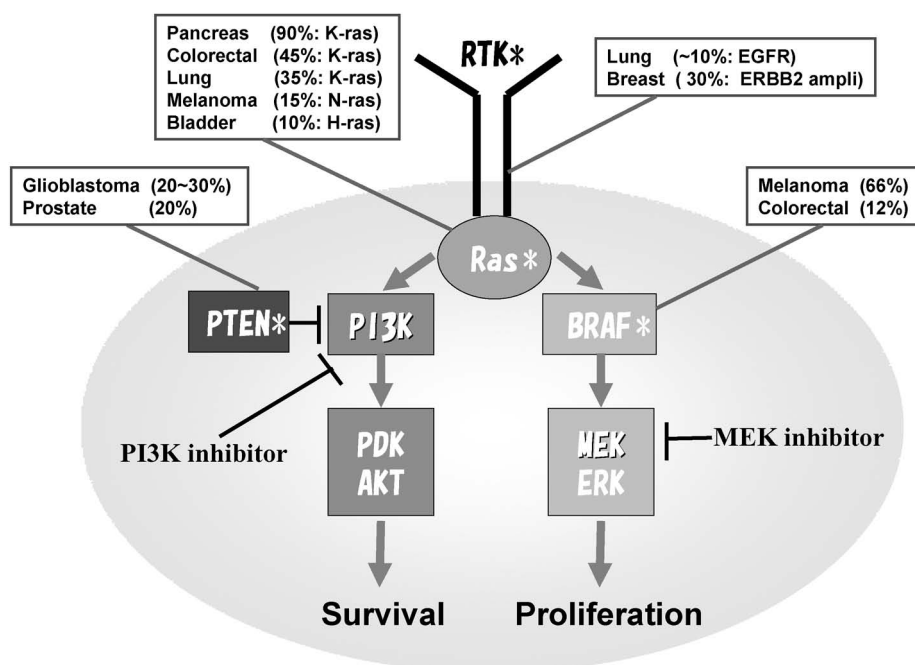 Pancreas (90%: K-ras)
Colorectal (45%: K-ras)
Lung (35%: K-ras)
Melanoma (15%: N-ras)
Bladder (10%: H-ras)
RTK*
Lung (~10%: EGFR)
Breast ( 30%: ERBB2 ampli)
Glioblastoma (20~30%)
Prostate (20%)
Melanoma (66%)
Colorectal (12%)
Ras*
PTEN*
PI3K
BRAF*
PI3K inhibitor
PDK
AKT
MEK
ERK
MEK inhibitor
Survival
Proliferation